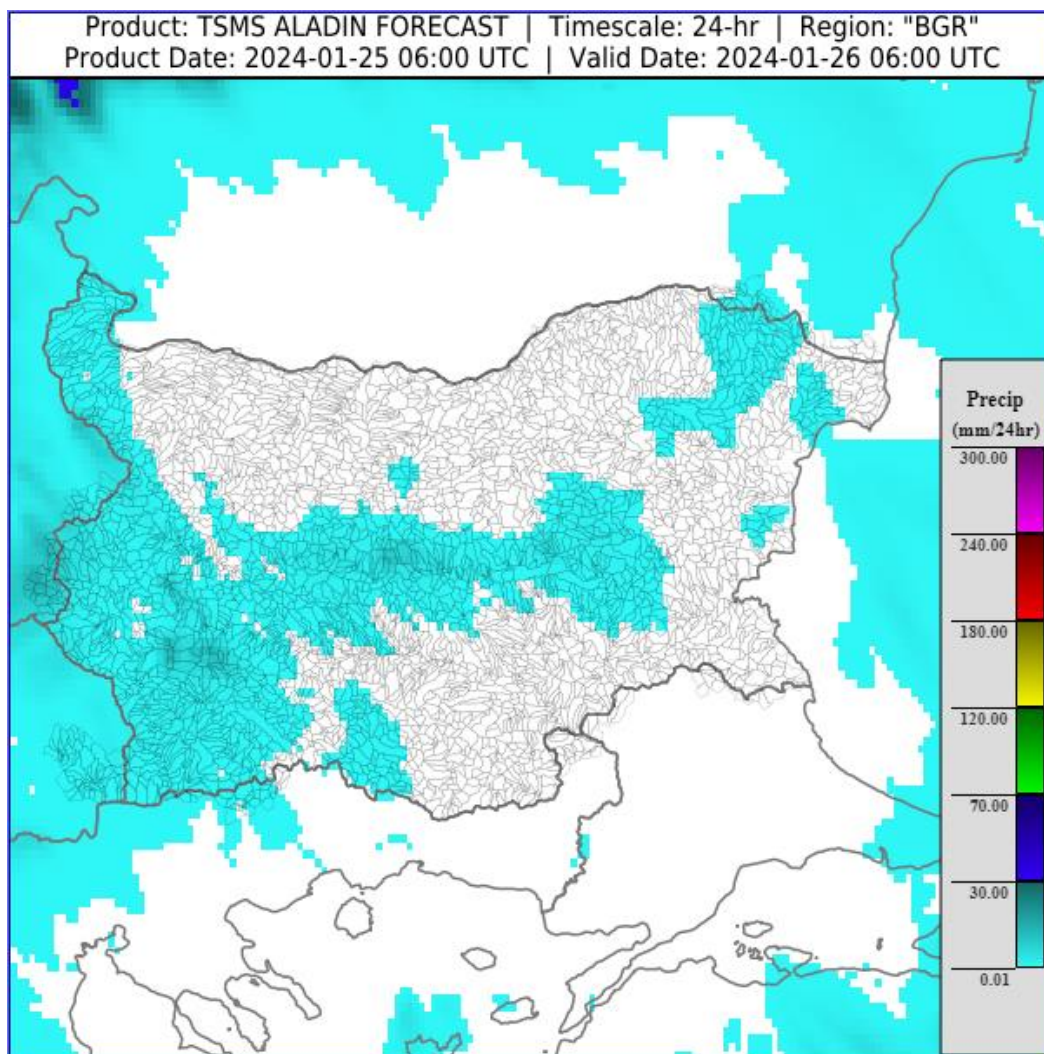 Product: TSMS ALADIN FORECAST | Timescale: 24-hr | Region: "BGR"
Product Date: 2024-01-25 06:00 UTC | Valid Date: 2024-01-26 06:00 UTC
Precip
(mm/24hr)
300.00
240.00
180.00
120.00
70.00
30.00
0.01